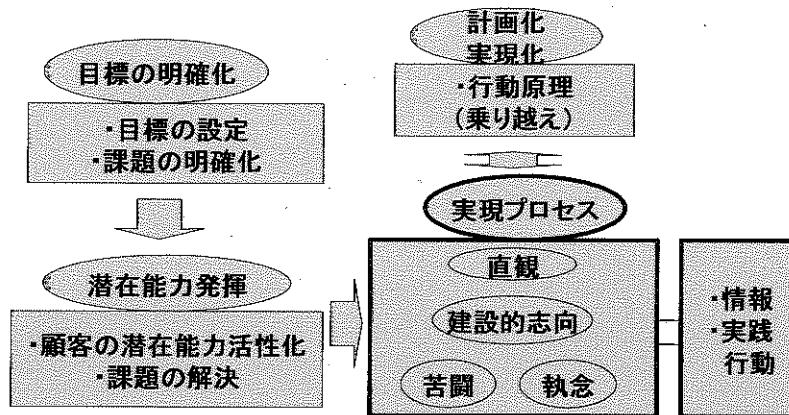 目標の明確化
・目標の設定
・課題の明確化
潜在能力発揮
・顧客の潜在能力活性化
・課題の解決
計画化
実現化
・行動原理
(乗り越え)
実現プロセス
直観
建設的志向
苦闘
執念
・情報
・実践
行動